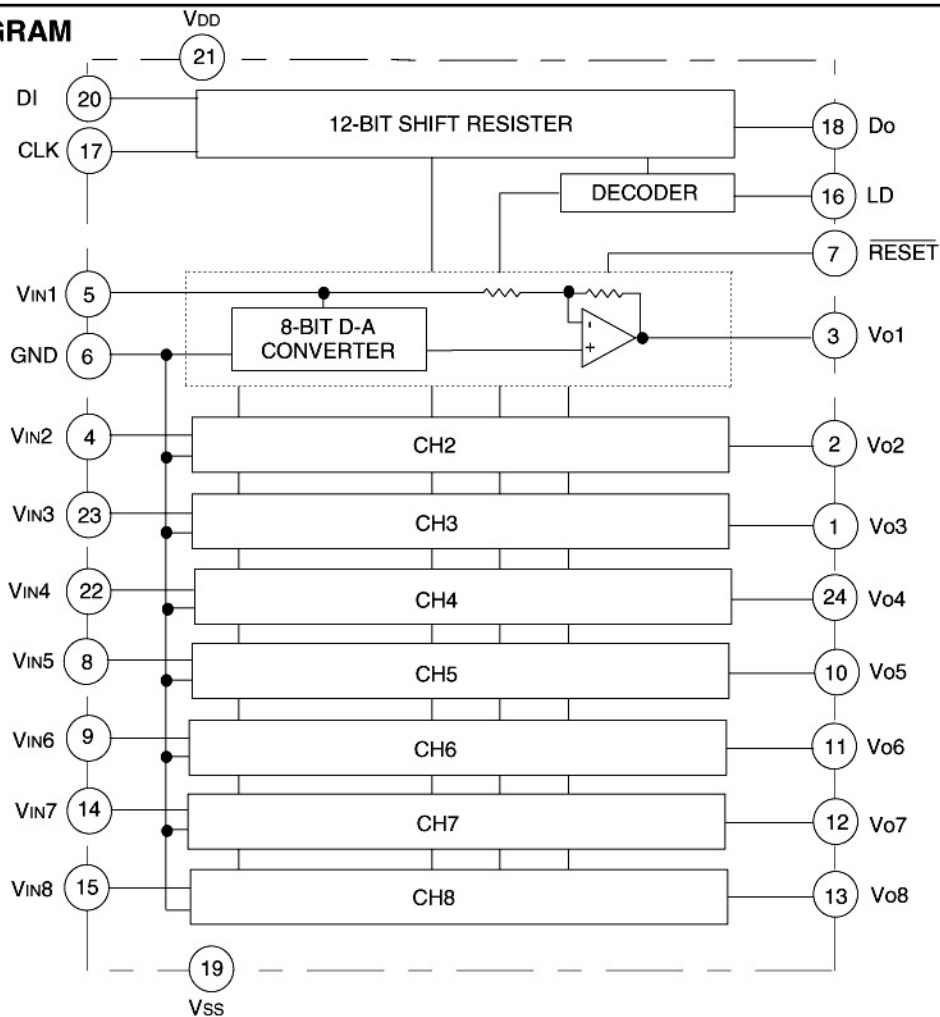 GRAM
VDD
21
DI 20 12-BIT SHIFT RESISTER 18 Do
CLK 17
DECODER 16 LD
7 RESET
VIN1 5
8-BIT D-A
CONVERTER
-
+
3 Vo1
GND 6
VIN2 4 CH2 2 Vo2
VIN3 23 CH3 1 Vo3
VIN4 22 CH4 24 Vo4
VIN5 8 CH5 10 Vo5
VIN6 9 CH6 11 Vo6
VIN7 14 CH7 12 Vo7
VIN8 15 CH8 13 Vo8
19
VSS